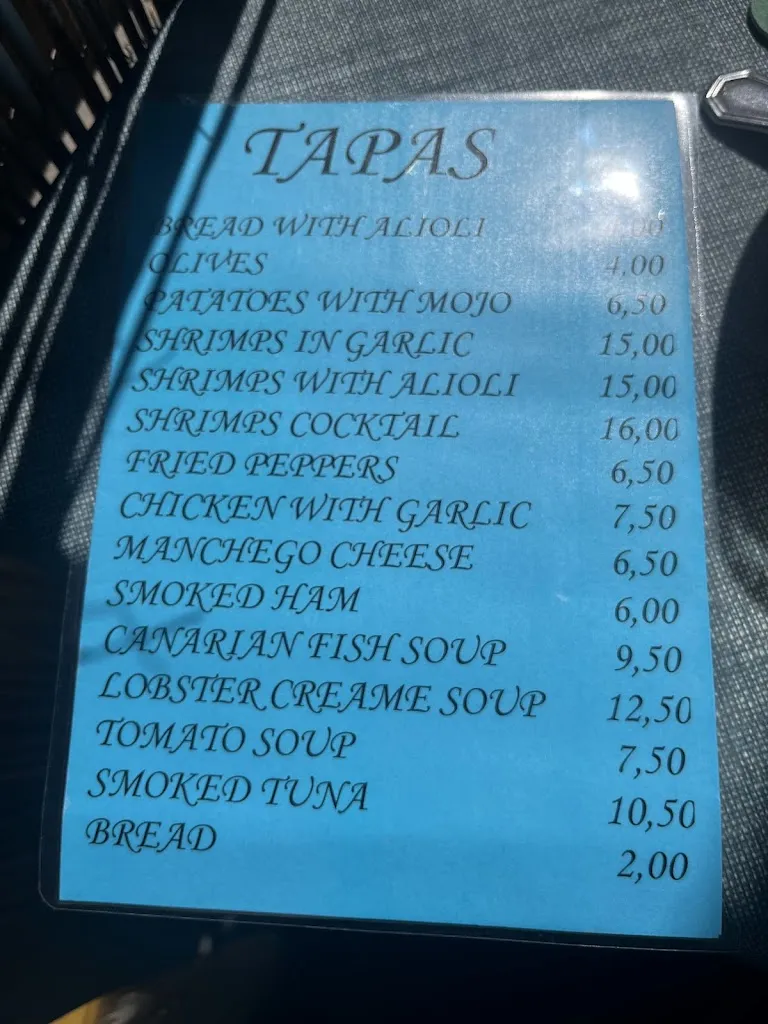 TAPAS
BREAD WITH ALIOLI
OLIVES 4,00
PATATOES WITH MOJO 6,50
SHRIMPS IN GARLIC 15,00
SHRIMPS WITH ALIOLI 15,00
SHRIMPS COCKTAIL 16,00
FRIED PEPPERS 6,50
CHICKEN WITH GARLIC 7,50
MANCHEGO CHEESE 6,50
SMOKED HAM 6,00
CANARIAN FISH SOUP 9,50
LOBSTER CREAME SOUP 12,50
TOMATO SOUP 7,50
SMOKED TUNA 10,50
BREAD 2,00